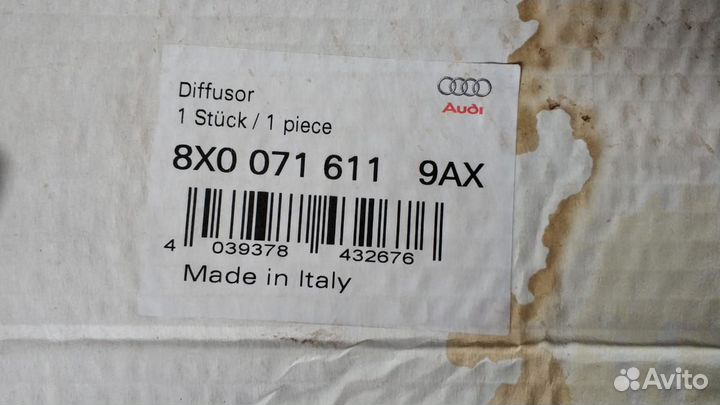 Diffusor
1 Stück / 1 piece
Audi
8X0 071 611 9AX
4 039378 432676
Made in Italy
Avito